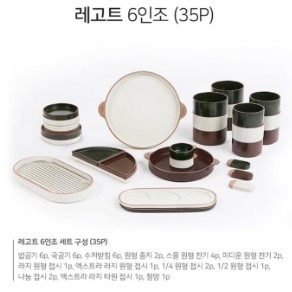 레고트 6인조 (35P)
레고트 6인조 세트 구성 (35P)
밥공기 6p, 국공기 6p, 수저받침 6p, 원형 종지 2p, 스몰 원형 찬기 4p, 미디운 원형 찬기 2p,
라지 원형 접시 1p, 엑스트라 라지 원형 접시 1p, 1/4 원형 접시 2p, 1/2 원형 접시 1p,
나눔 접시 2p, 엑스트라 라지 타원 접시 1p, 쟁반 1p